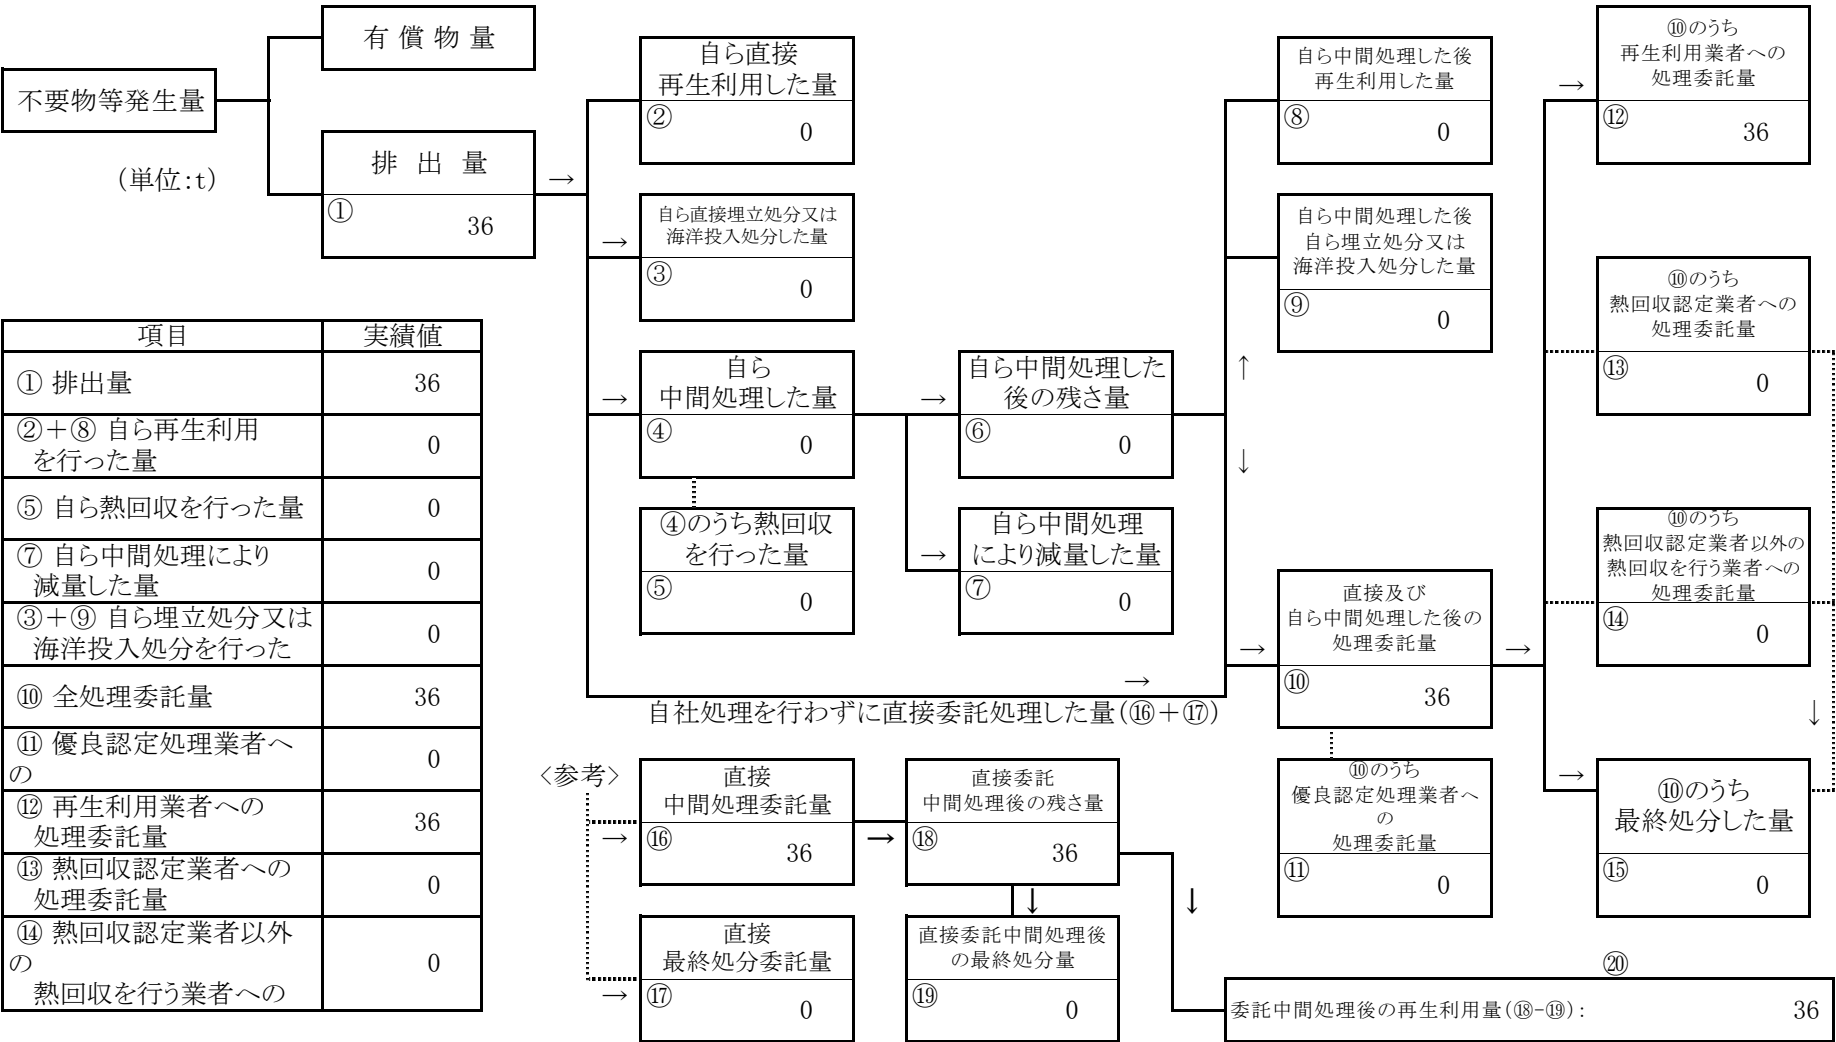 有償物量
不要物等発生量
(単位:t)
排出量
①
36
→
自ら直接
再生利用した量
②
0
→
自ら直接埋立処分又は
海洋投入処分した量
③
0
→
自ら
中間処理した量
④
0
④のうち熱回収
を行った量
⑤
0
→
自ら中間処理した
後の残さ量
⑥
0
→
自ら中間処理
により減量した量
⑦
0
→
自社処理を行わずに直接委託処理した量(⑯+⑰)
↑
↓
自ら中間処理した後
再生利用した量
⑧
0
自ら中間処理した後
自ら埋立処分又は
海洋投入処分した量
⑨
0
→
直接及び
自ら中間処理した後の
処理委託量
⑩
36
→
⑩のうち
優良認定処理業者へ
の
処理委託量
⑪
0
→
⑩のうち
再生利用業者への
処理委託量
⑫
36
⑩のうち
熱回収認定業者への
処理委託量
⑬
0
⑩のうち
熱回収認定業者以外の
熱回収を行う業者への
処理委託量
⑭
0
↓
→
⑩のうち
最終処分した量
⑮
0
項目 実績値
① 排出量 36
②+⑧ 自ら再生利用
を行った量
0
⑤ 自ら熱回収を行った量 0
⑦ 自ら中間処理により
減量した量
0
③+⑨ 自ら埋立処分又は
海洋投入処分を行った
0
⑩ 全処理委託量 36
⑪ 優良認定処理業者へ
の
0
⑫ 再生利用業者への
処理委託量
36
⑬ 熱回収認定業者への
処理委託量
0
⑭ 熱回収認定業者以外
の
熱回収を行う業者への
0
<参考>
→
直接
中間処理委託量
⑯
36
→
直接委託
中間処理後の残さ量
⑱
36
↓
↓
→
直接
最終処分委託量
⑰
0
直接委託中間処理後
の最終処分量
⑲
0
⑳
委託中間処理後の再生利用量(⑱-⑲): 36